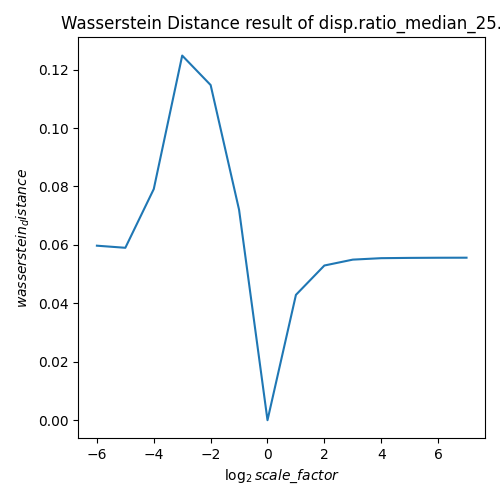 Wasserstein Distance result of disp.ratio_median_25.
0.12
0.10
0.08
0.06
0.04
0.02
0.00
wasserstein_distance
−6 −4 −2 0 2 4 6
log₂ scale_factor